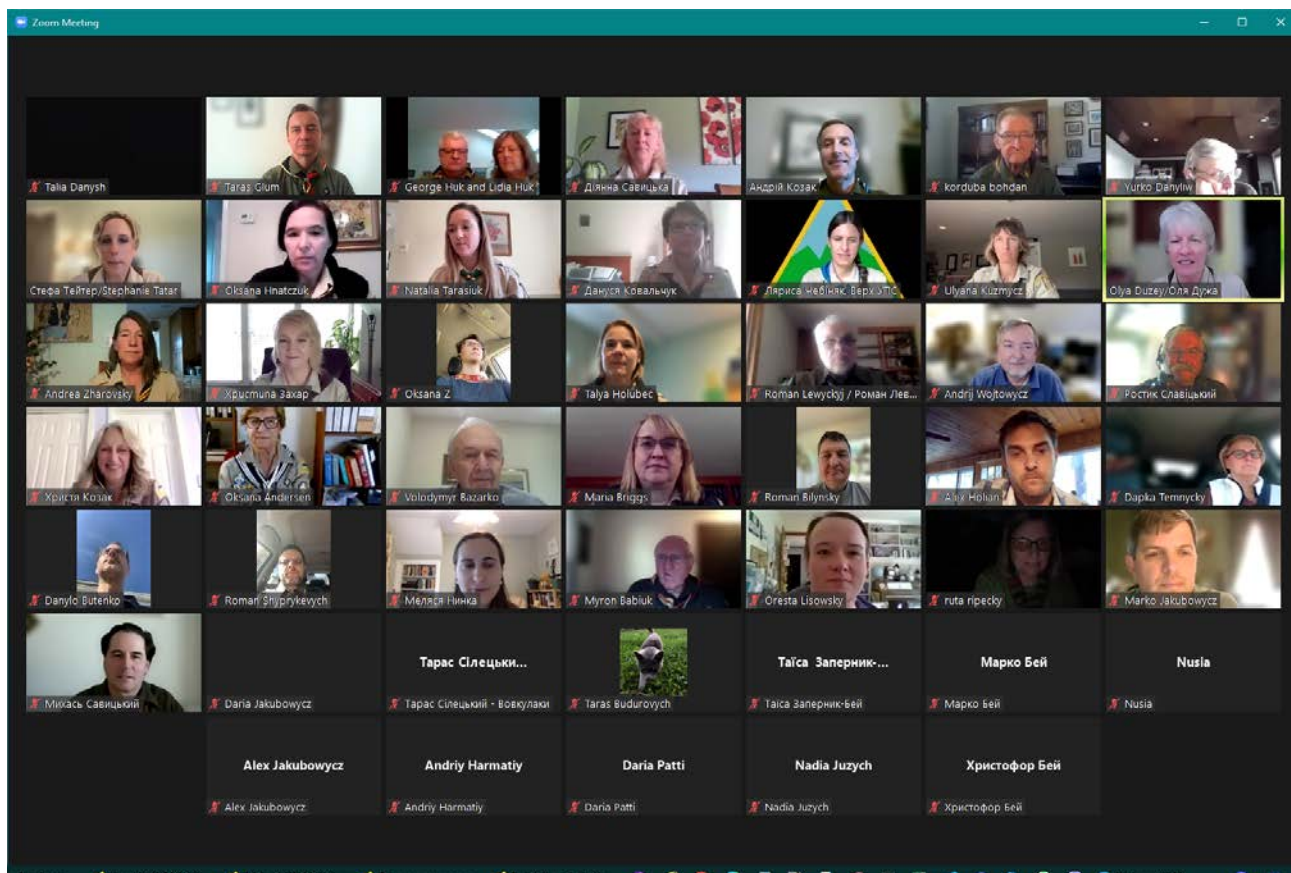 Zoom Meeting
Talia Danysh
Taras Glum
George Huk and Lidia Huk
Діянна Савицька
Андрій Козак
korduba bohdan
Yurko Danyliw
Стефа Тейтер/Stephanie Tatar
Oksana Hnatczuk
Natalia Tarasiuk
Дануся Ковальчук
Лариса Чебіняк, Верх УПС
Ulyana Kuzmycz
Olya Duzey/Оля Дужа
Andrea Zharovsky
Христина Захар
Oksana Z
Talya Holubec
Roman Lewyckyj / Роман Лев...
Andrij Wojtowycz
Ростик Славіцький
Христя Козак
Oksana Andersen
Volodymyr Bazarko
Maria Briggs
Roman Bilynsky
Alix Holian
Dapka Temnycky
Danylo Butenko
Roman Shyprykevych
Меляся Нинка
Myron Babiuk
Oresta Lisowsky
ruta ripecky
Marko Jakubowycz
Михась Савицький
Daria Jakubowycz
Тарас Сілецьки...
Тарас Сілецький - Вовкулаки
Taras Budurovych
Таїса Заперник-...
Таїса Заперник-Бей
Марко Бей
Марко Бей
Nusia
Nusia
Alex Jakubowycz
Alex Jakubowycz
Andriy Harmatiy
Andriy Harmatiy
Daria Patti
Daria Patti
Nadia Juzych
Nadia Juzych
Христофор Бей
Христофор Бей